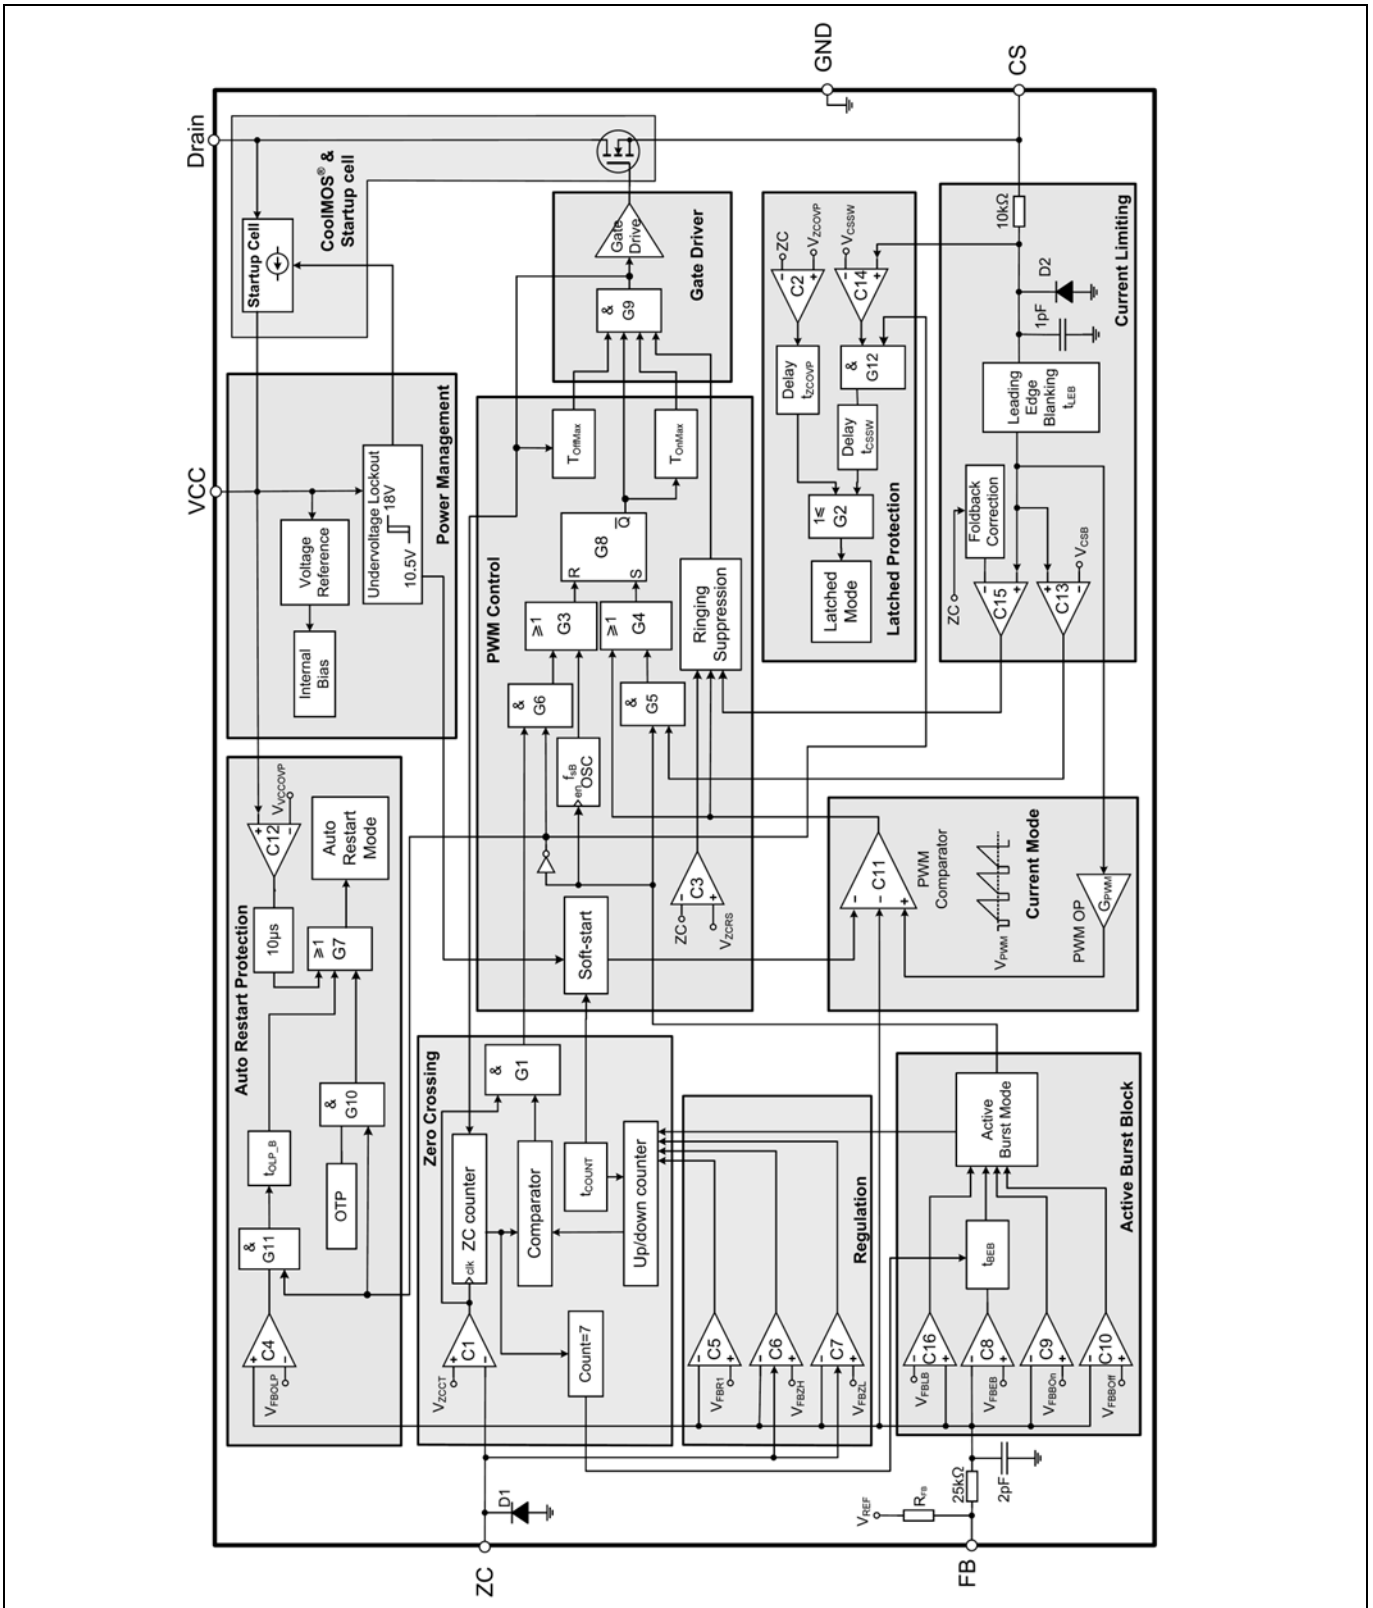 ZC
D1
FB
VREF
RFB
25kΩ
2pF
VCC
Drain
GND
CS
Auto Restart Protection
VFBOLP
C4
+
-
&
G11
tOLP_B
OTP
&
G10
10µs
≥1
G7
Auto
Restart
Mode
C12
+
-
VVCCOVP
Power Management
Internal
Bias
Voltage
Reference
Undervoltage Lockout
10.5V
18V
CoolMOS® &
Startup cell
Startup Cell
Zero Crossing
VZCCT
C1
+
-
clk
ZC counter
Comparator
Count=7
tCOUNT
Up/down counter
&
G1
PWM Control
Soft-start
&
G6
en
fsB
OSC
≥1
G3
≥1
G4
&
G5
R
S
G8
Q
TOffMax
TOnMax
ZC
VZCRS
C3
-
+
Ringing
Suppression
Gate Driver
&
G9
Gate
Drive
Regulation
C5
-
+
VFBR1
C6
-
+
VFBZH
C7
-
+
VFBZL
Latched Protection
Latched
Mode
1≤
G2
Delay
tZCOVP
Delay
tCSSW
&
G12
C2
-
+
ZC
VZCOVP
C14
-
+
VCSSW
Active Burst Block
VFBLB
C16
-
+
C8
-
+
VFBEB
C9
-
+
VFBBOn
C10
-
+
VFBBOff
tBEB
Active
Burst Mode
Current Mode
C11
-
-
+
PWM
Comparator
VPWM
PWM OP
GPWM
Current Limiting
ZC
C15
-
+
Foldback
Correction
C13
+
-
VCSB
Leading
Edge
Blanking
tLEB
1pF
D2
10kΩ